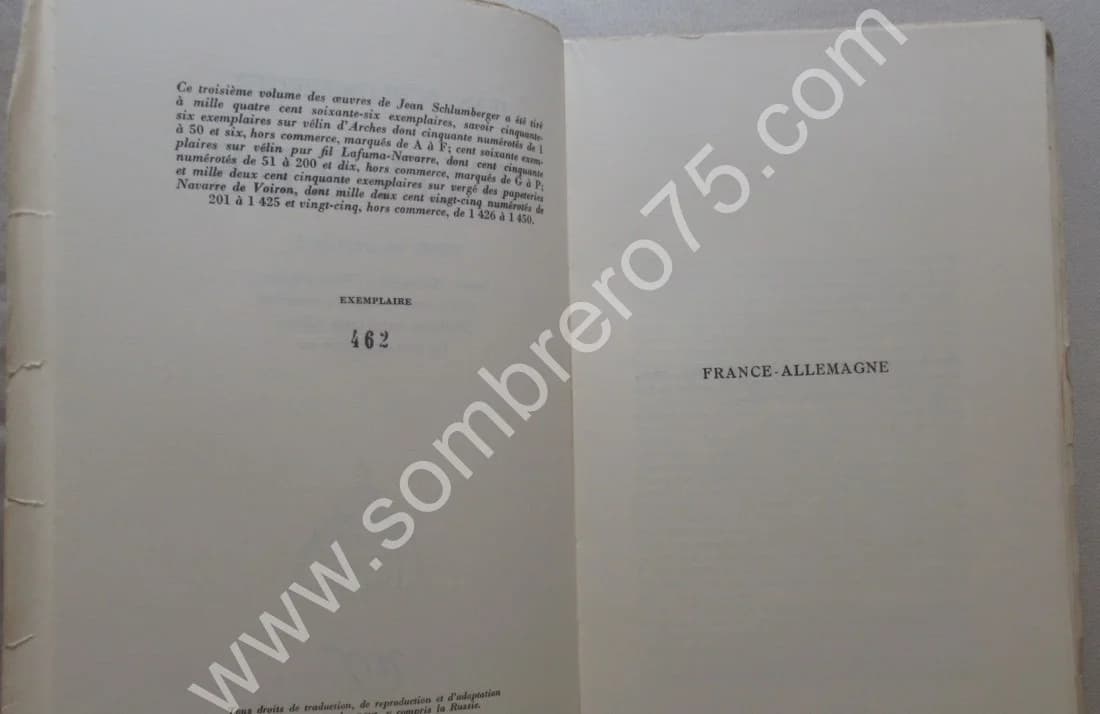 Ce troisième volume des œuvres de Jean Schlumberger a été tiré
à mille quatre cent soixante-six exemplaires, savoir cinquante-
six exemplaires sur vélin d'Arches dont cinquante numérotés de 1
à 50 et six, hors commerce, marqués de A à F; cent soixante exem-
plaires sur vélin pur fil Lafuma-Navarre, dont cent cinquante
numérotés de 51 à 200 et dix, hors commerce, marqués de G à P;
et mille deux cent cinquante exemplaires sur vergé des papeteries
Navarre de Voiron, dont mille deux cent vingt-cinq numérotés de
201 à 1 425 et vingt-cinq, hors commerce, de 1 426 à 1 450.
EXEMPLAIRE
462
Tous droits de traduction, de reproduction et d'adaptation
y compris la Russie.
FRANCE-ALLEMAGNE
www.sombrero75.com